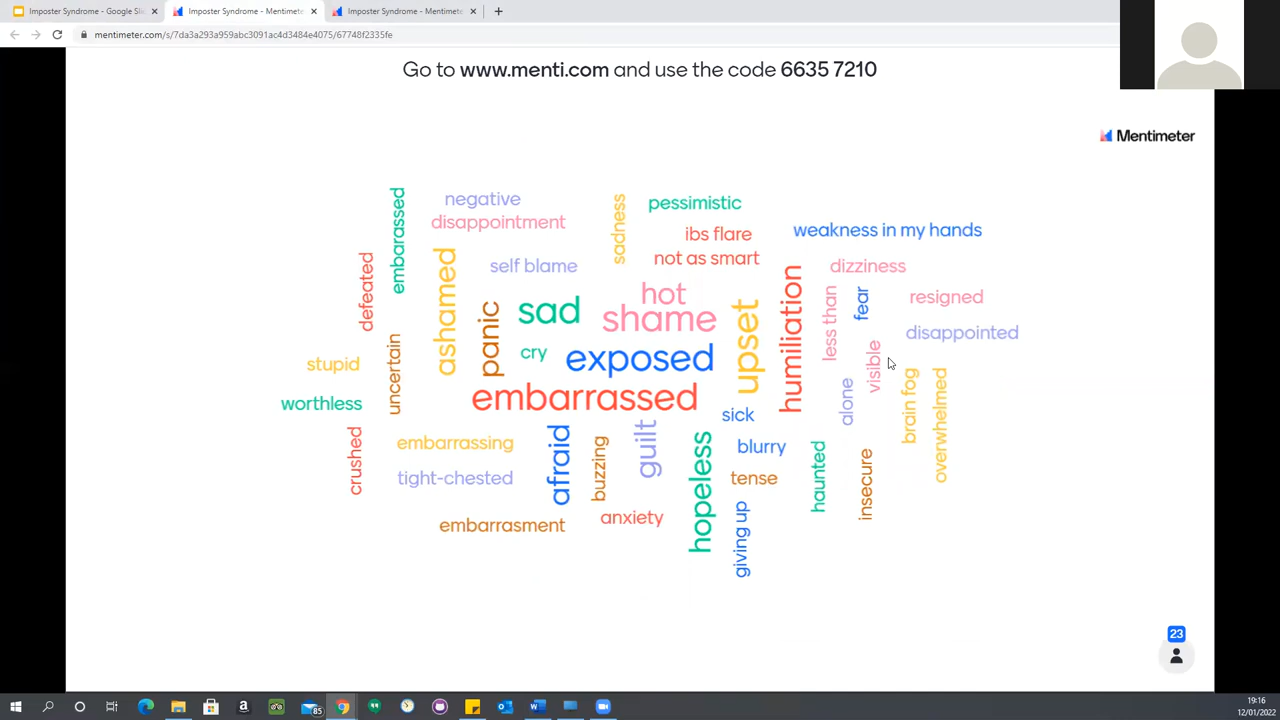 Imposter Syndrome - Google Sli
Imposter Syndrome - Mentimete
Imposter Syndrome - Mentimete
mentimeter.com/s/7da3a293a959abc3091ac4d3484e4075/67748f2335fe
Go to www.menti.com and use the code 6635 7210
Mentimeter
negative
pessimistic
disappointment
embarassed
sadness
ibs flare
weakness in my hands
not as smart
self blame
dizziness
defeated
ashamed
hot
resigned
sad
shame
panic
upset
humiliation
less than
fear
disappointed
cry
exposed
stupid
uncertain
visible
worthless
embarrassed
alone
brain fog
overwhelmed
sick
crushed
embarrassing
afraid
buzzing
guilt
hopeless
blurry
tight-chested
tense
haunted
insecure
embarrasment
anxiety
giving up
23
85
19:16
12/01/2022